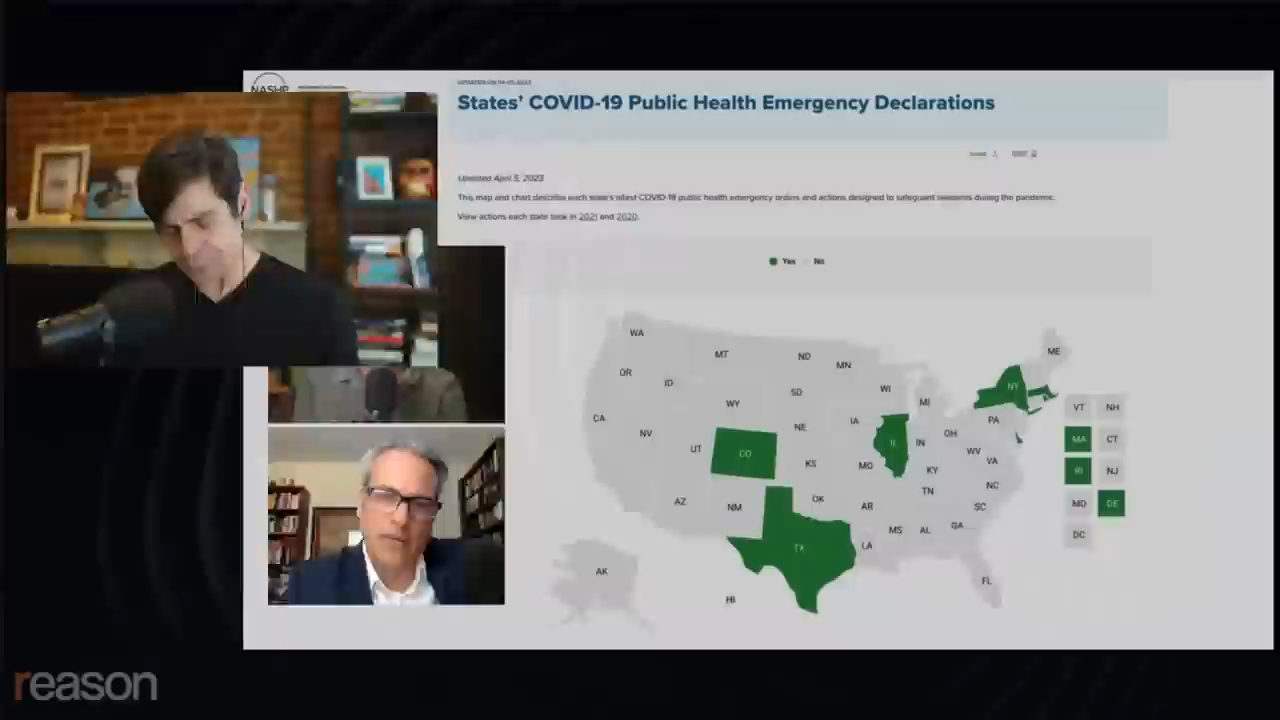 NASHP
States' COVID-19 Public Health Emergency Declarations
Updated April 5, 2023
This map and chart describe each state's latest COVID-19 public health emergency orders and actions designed to safeguard residents during the pandemic.
View actions each state took in 2021 and 2020.
Yes No
WA
MT
ND
MN
ME
OR
ID
SD
WI
MI
NY
WY
VT
NH
CA
NV
UT
CO
NE
IA
IL
IN
OH
PA
MA
CT
KS
MO
KY
WV
VA
RI
NJ
AZ
NM
OK
AR
TN
NC
SC
MD
DE
TX
LA
MS
AL
GA
DC
AK
HI
FL
reason